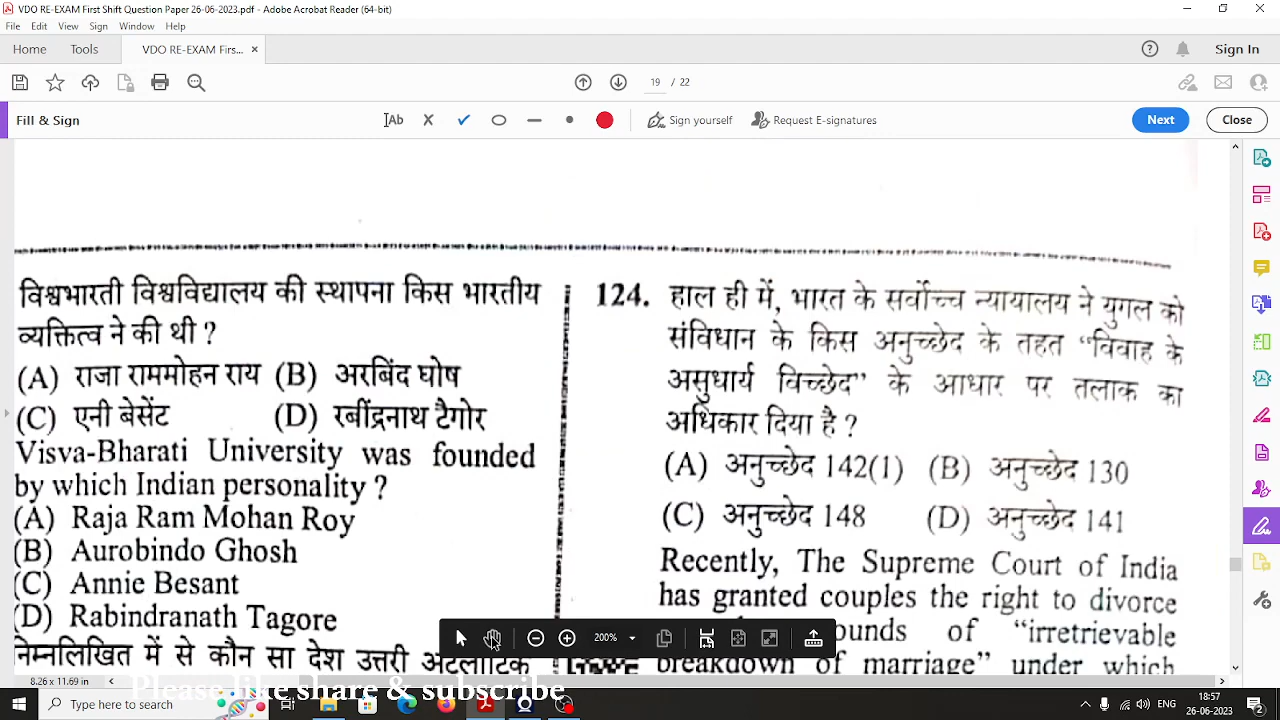 VDO RE-EXAM First Shift Question Paper 26-06-2023.pdf - Adobe Acrobat Reader (64-bit)
File Edit View Sign Window Help
Home Tools VDO RE-EXAM Firs... × Sign In
19 / 22
Fill & Sign
Ab Sign yourself Request E-signatures Next Close
विश्वभारती विश्वविद्यालय की स्थापना किस भारतीय
व्यक्तित्व ने की थी ?
(A) राजा राममोहन राय (B) अरबिंद घोष
(C) एनी बेसेंट (D) रबींद्रनाथ टैगोर
Visva-Bharati University was founded
by which Indian personality ?
(A) Raja Ram Mohan Roy
(B) Aurobindo Ghosh
(C) Annie Besant
(D) Rabindranath Tagore
निम्नलिखित में से कौन सा देश उत्तरी अटलांटिक
124. हाल ही में, भारत के सर्वोच्च न्यायालय ने युगल को
संविधान के किस अनुच्छेद के तहत “विवाह के
असुधार्य विच्छेद” के आधार पर तलाक का
अधिकार दिया है ?
(A) अनुच्छेद 142(1) (B) अनुच्छेद 130
(C) अनुच्छेद 148 (D) अनुच्छेद 141
Recently, The Supreme Court of India
has granted couples the right to divorce
of “irretrievable
breakdown of marriage” under which
200%
8.26 x 11.69 in
Please like share & subscribe
Type here to search
ENG
18:57
26-06-2023